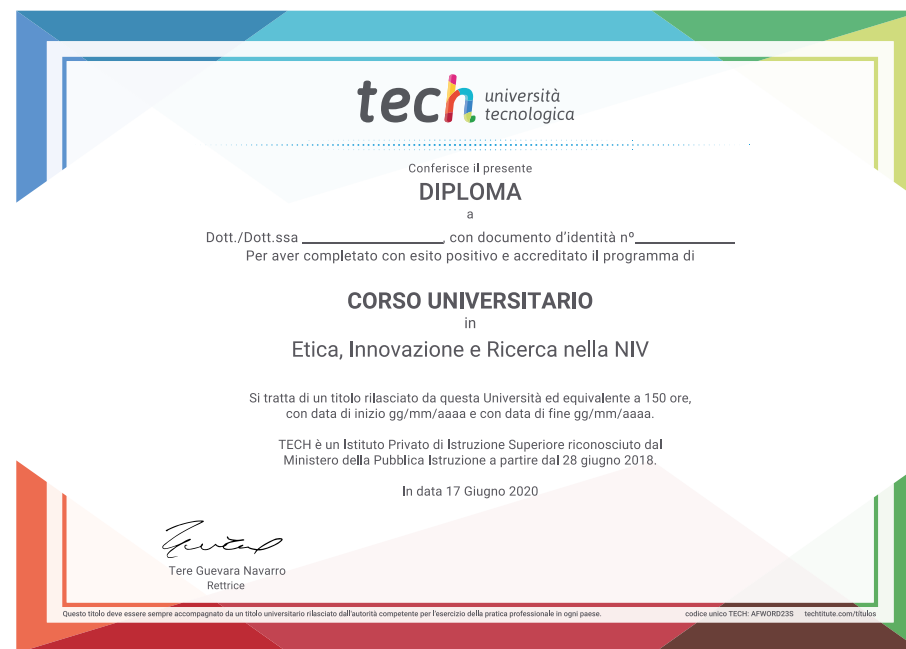 tech università
tecnologica
Conferisce il presente
DIPLOMA
a
Dott./Dott.ssa ________________, con documento d'identità nº____________
Per aver completato con esito positivo e accreditato il programma di
CORSO UNIVERSITARIO
in
Etica, Innovazione e Ricerca nella NIV
Si tratta di un titolo rilasciato da questa Università ed equivalente a 150 ore,
con data di inizio gg/mm/aaaa e con data di fine gg/mm/aaaa.
TECH è un Istituto Privato di Istruzione Superiore riconosciuto dal
Ministero della Pubblica Istruzione a partire dal 28 giugno 2018.
In data 17 Giugno 2020
Tere Guevara Navarro
Rettrice
Questo titolo deve essere sempre accompagnato da un titolo universitario rilasciato dall'autorità competente per l'esercizio della pratica professionale in ogni paese. codice unico TECH: AFWORD23S techtitute.com/titulos